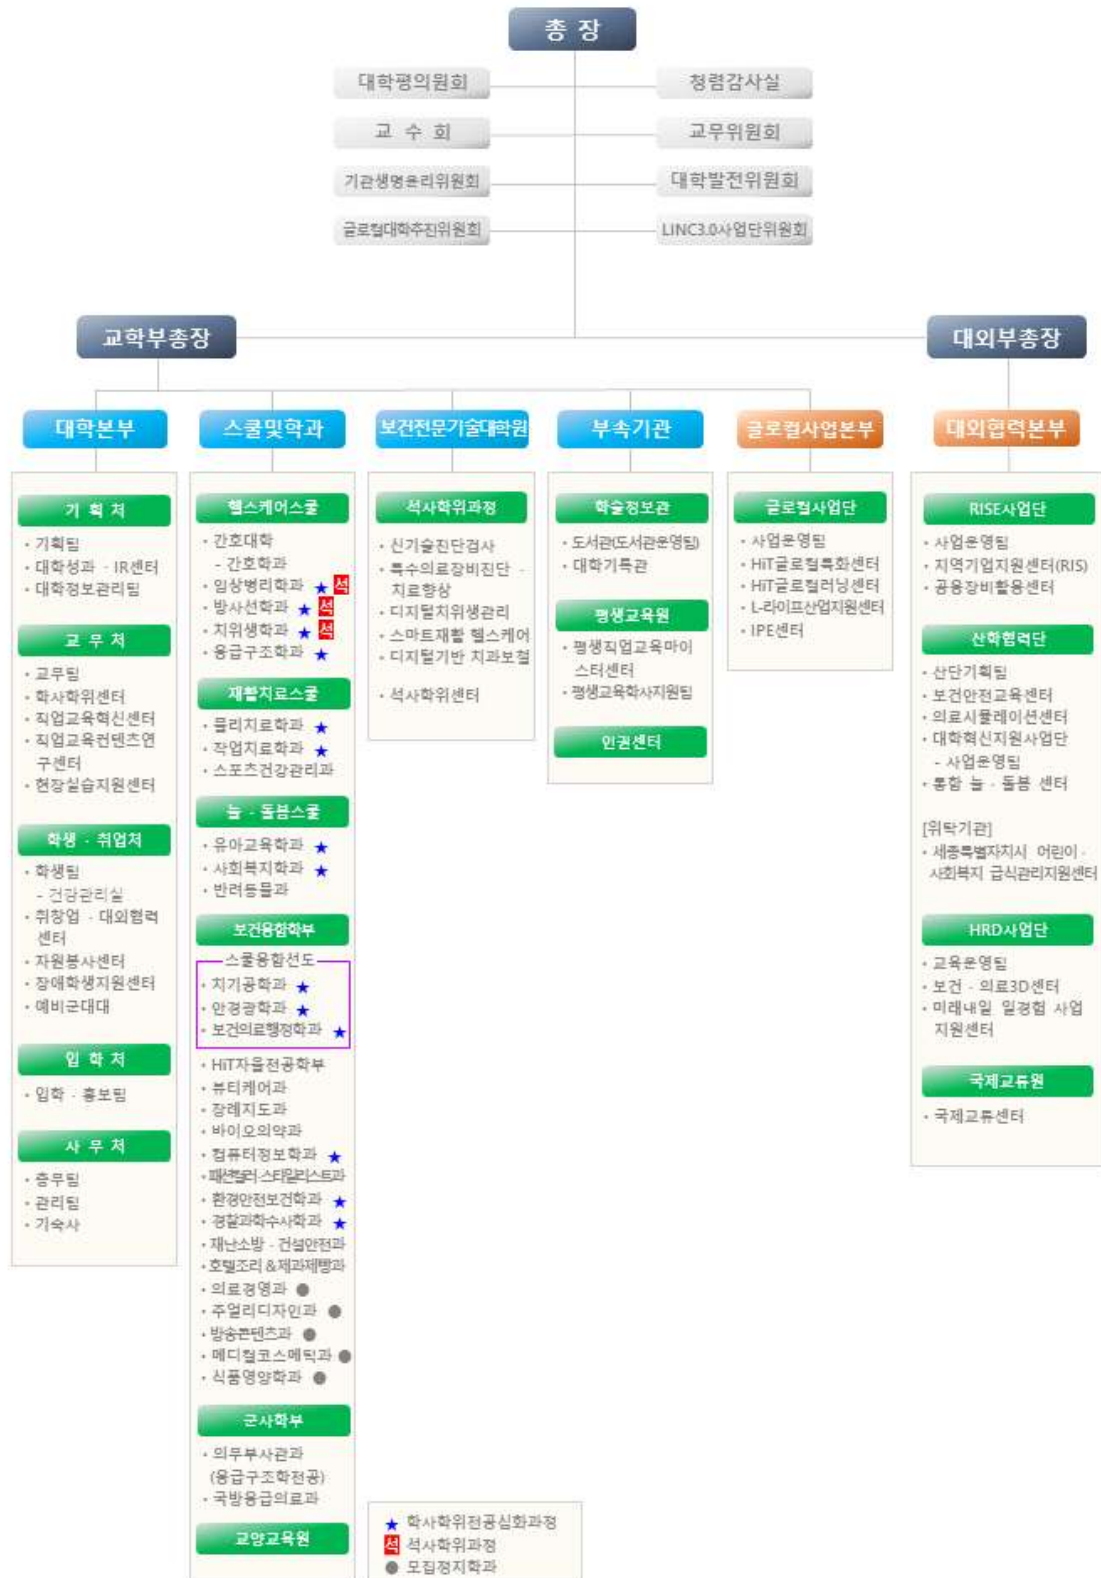 총 장
대학평의원회
청렴감사실
교 수 회
교무위원회
기관생명윤리위원회
대학발전위원회
글로컬대학추진위원회
LINC3.0사업단위원회
교학부총장
대외부총장
대학본부
기 획 처
• 기획팀
• 대학성과 · IR센터
• 대학정보관리팀
교 무 처
• 교무팀
• 학사학위센터
• 직업교육혁신센터
• 직업교육컨텐츠연
구센터
• 현장실습지원센터
학생 · 취업처
• 학생팀
- 건강관리실
• 취창업 · 대외협력
센터
• 자원봉사센터
• 장애학생지원센터
• 예비군대대
입 학 처
• 입학 · 홍보팀
사 무 처
• 총무팀
• 관리팀
• 기숙사
스쿨및학과
헬스케어스쿨
• 간호대학
- 간호학과
• 임상병리학과 ★ 석
• 방사선학과 ★ 석
• 치위생학과 ★ 석
• 응급구조학과 ★
재활치료스쿨
• 물리치료학과 ★
• 작업치료학과 ★
• 스포츠건강관리과
늘 · 돌봄스쿨
• 유아교육학과 ★
• 사회복지학과 ★
• 반려동물과
보건융합학부
스쿨융합선도
• 치기공학과 ★
• 안경광학과 ★
• 보건의료행정학과 ★
• HiT자율전공학부
• 뷰티케어과
• 장례지도과
• 바이오의약과
• 컴퓨터정보학과 ★
• 패션컬러·스타일리스트과
• 환경안전보건학과 ★
• 경찰과학수사학과 ★
• 재난소방 · 건설안전과
• 호텔조리 & 제과제빵과
• 의료경영과 ●
• 주얼리디자인과 ●
• 방송콘텐츠과 ●
• 메디컬코스메틱과 ●
• 식품영양학과 ●
군사학부
• 의무부사관과
(응급구조학전공)
• 국방응급의료과
교양교육원
보건전문기술대학원
석사학위과정
• 신기술진단검사
• 특수의료장비진단 ·
치료향상
• 디지털치위생관리
• 스마트재활 헬스케어
• 디지털기반 치과보철
• 석사학위센터
부속기관
학술정보관
• 도서관(도서관운영팀)
• 대학기록관
평생교육원
• 평생직업교육마이
스터센터
• 평생교육학사지원팀
인권센터
글로컬사업본부
글로컬사업단
• 사업운영팀
• HiT글로컬특화센터
• HiT글로컬러닝센터
• L-라이프산업지원센터
• IPE센터
대외협력본부
RISE사업단
• 사업운영팀
• 지역기업지원센터(RIS)
• 공용장비활용센터
산학협력단
• 산단기획팀
• 보건안전교육센터
• 의료시뮬레이션센터
• 대학혁신지원사업단
- 사업운영팀
• 통합 늘 · 돌봄 센터
[위탁기관]
• 세종특별자치시 어린이 ·
사회복지 급식관리지원센터
HRD사업단
• 교육운영팀
• 보건 · 의료3D센터
• 미래내일 일경험 사업
지원센터
국제교류원
• 국제교류센터
★ 학사학위전공심화과정
석 석사학위과정
● 모집정지학과